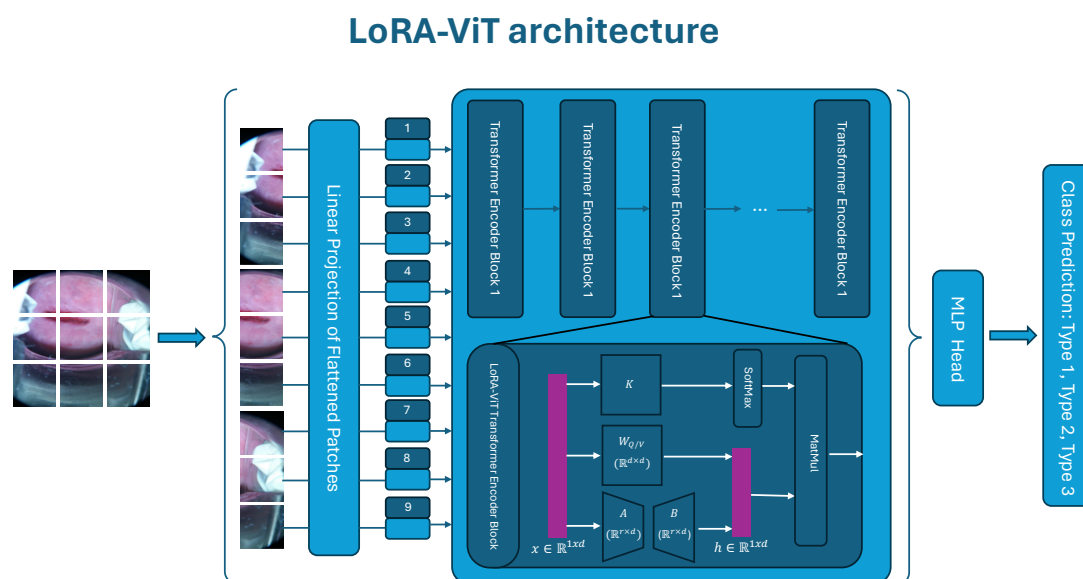 LoRA-ViT architecture
Linear Projection of Flattened Patches
1
2
3
4
5
6
7
8
9
Transformer Encoder Block 1
Transformer Encoder Block 1
Transformer Encoder Block 1
...
Transformer Encoder Block 1
LoRA-ViT Transformer Encoder Block
K
SoftMax
W_{Q/V}
(ℝ^{d×d})
A
(ℝ^{r×d})
B
(ℝ^{r×d})
x ∈ ℝ^{1xd}
h ∈ ℝ^{1xd}
MatMul
MLP Head
Class Prediction: Type 1, Type 2, Type 3